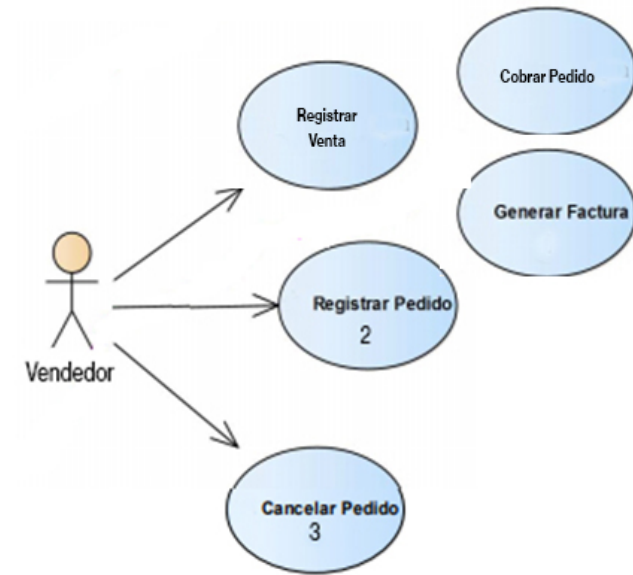 Cobrar Pedido
Registrar
Venta
Generar Factura
Registrar Pedido
2
Vendedor
Cancelar Pedido
3